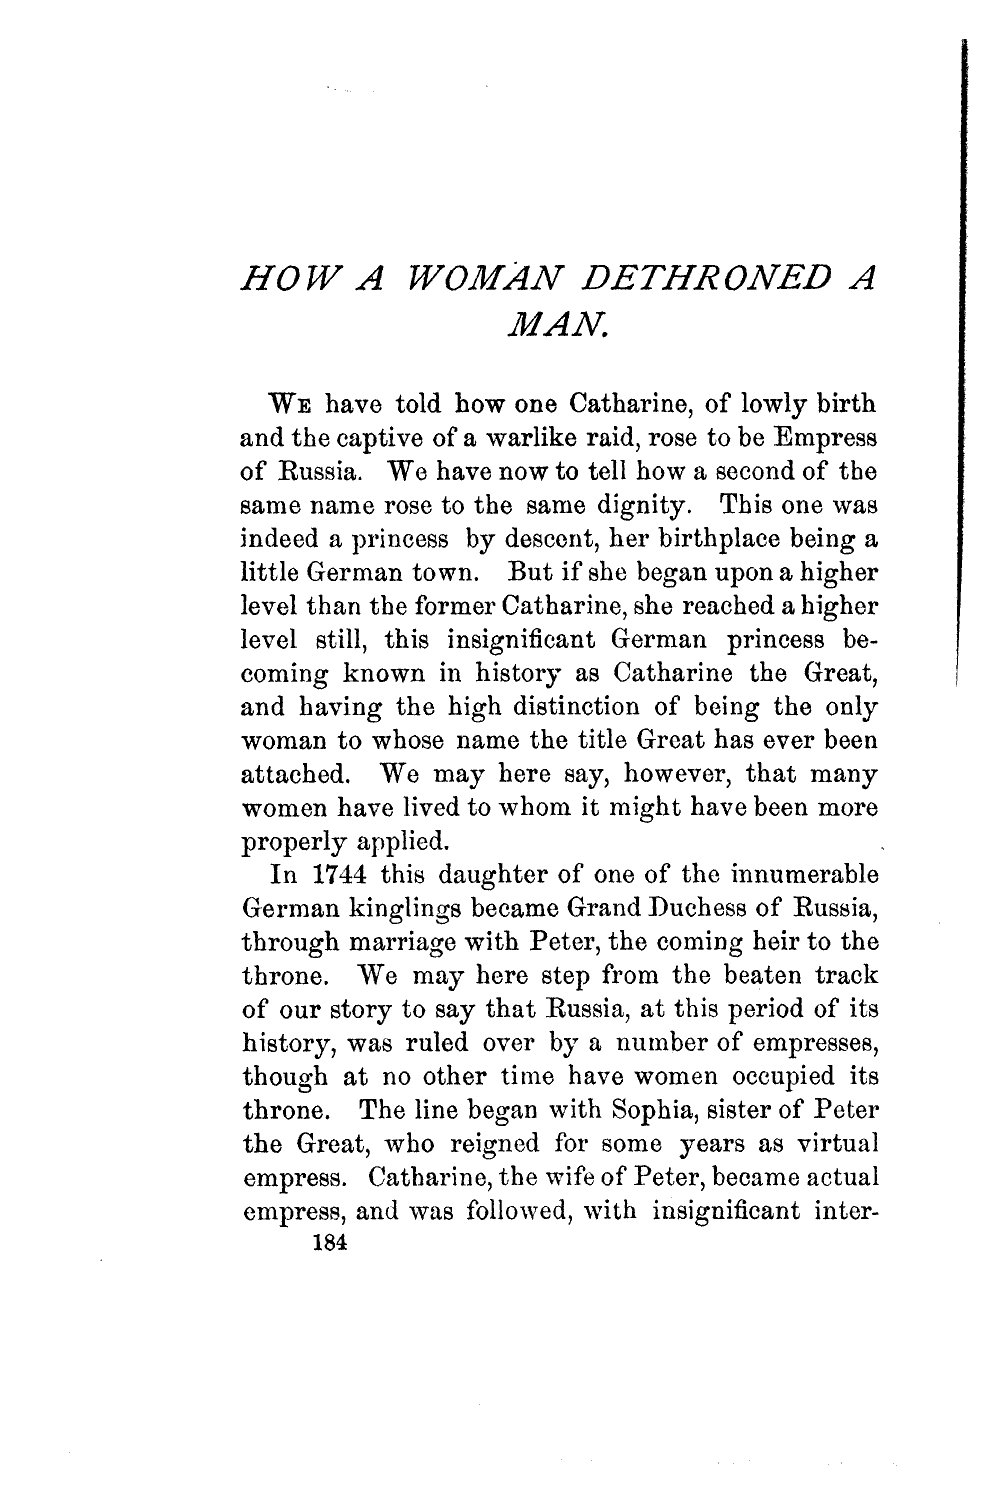 HOW A WOMAN DETHRONED A
MAN.
WE have told how one Catharine, of lowly birth
and the captive of a warlike raid, rose to be Empress
of Russia. We have now to tell how a second of the
same name rose to the same dignity. This one was
indeed a princess by descent, her birthplace being a
little German town. But if she began upon a higher
level than the former Catharine, she reached a higher
level still, this insignificant German princess be-
coming known in history as Catharine the Great,
and having the high distinction of being the only
woman to whose name the title Great has ever been
attached. We may here say, however, that many
women have lived to whom it might have been more
properly applied.
In 1744 this daughter of one of the innumerable
German kinglings became Grand Duchess of Russia,
through marriage with Peter, the coming heir to the
throne. We may here step from the beaten track
of our story to say that Russia, at this period of its
history, was ruled over by a number of empresses,
though at no other time have women occupied its
throne. The line began with Sophia, sister of Peter
the Great, who reigned for some years as virtual
empress. Catharine, the wife of Peter, became actual
empress, and was followed, with insignificant inter-
184